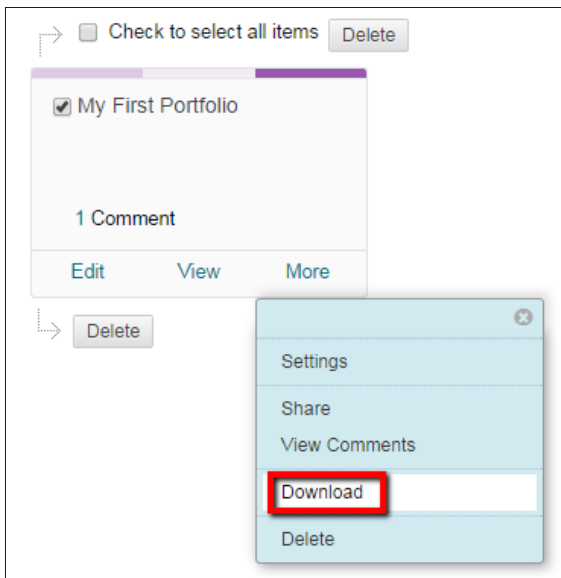 Check to select all items Delete
My First Portfolio
1 Comment
Edit View More
Delete
Settings
Share
View Comments
Download
Delete